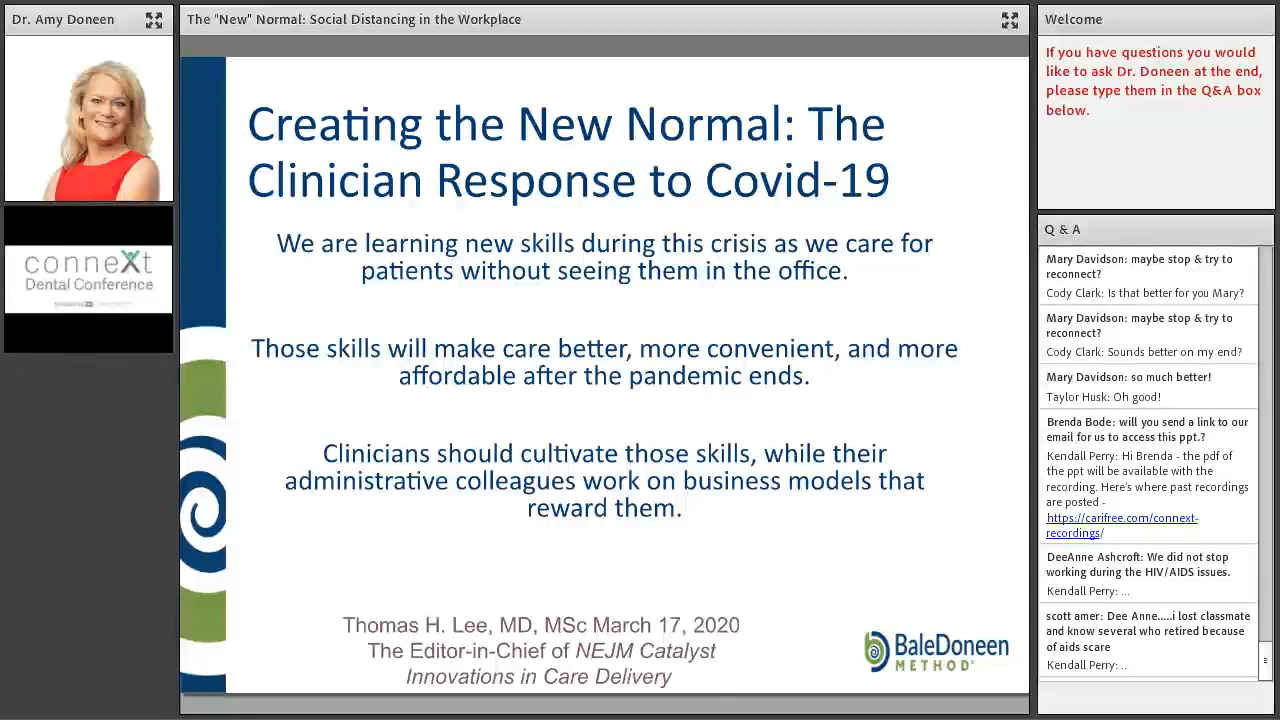 Dr. Amy Doneen
The "New" Normal: Social Distancing in the Workplace
Creating the New Normal: The
Clinician Response to Covid-19
We are learning new skills during this crisis as we care for
patients without seeing them in the office.
Those skills will make care better, more convenient, and more
affordable after the pandemic ends.
Clinicians should cultivate those skills, while their
administrative colleagues work on business models that
reward them.
Thomas H. Lee, MD, MSc March 17, 2020
The Editor-in-Chief of NEJM Catalyst
Innovations in Care Delivery
BaleDoneen
METHOD
conneXt
Dental Conference
Welcome
If you have questions you would
like to ask Dr. Doneen at the end,
please type them in the Q&A box
below.
Q & A
Mary Davidson: maybe stop & try to
reconnect?
Cody Clark: Is that better for you Mary?
Mary Davidson: maybe stop & try to
reconnect?
Cody Clark: Sounds better on my end?
Mary Davidson: so much better!
Taylor Husk: Oh good!
Brenda Bode: will you send a link to our
email for us to access this ppt.?
Kendall Perry: Hi Brenda - the pdf of
the ppt will be available with the
recording. Here's where past recordings
are posted -
https://carifree.com/connext-
recordings/
DeeAnne Ashcroft: We did not stop
working during the HIV/AIDS issues.
Kendall Perry: ...
scott amer: Dee Anne.....i lost classmate
and know several who retired because
of aids scare
Kendall Perry: ..